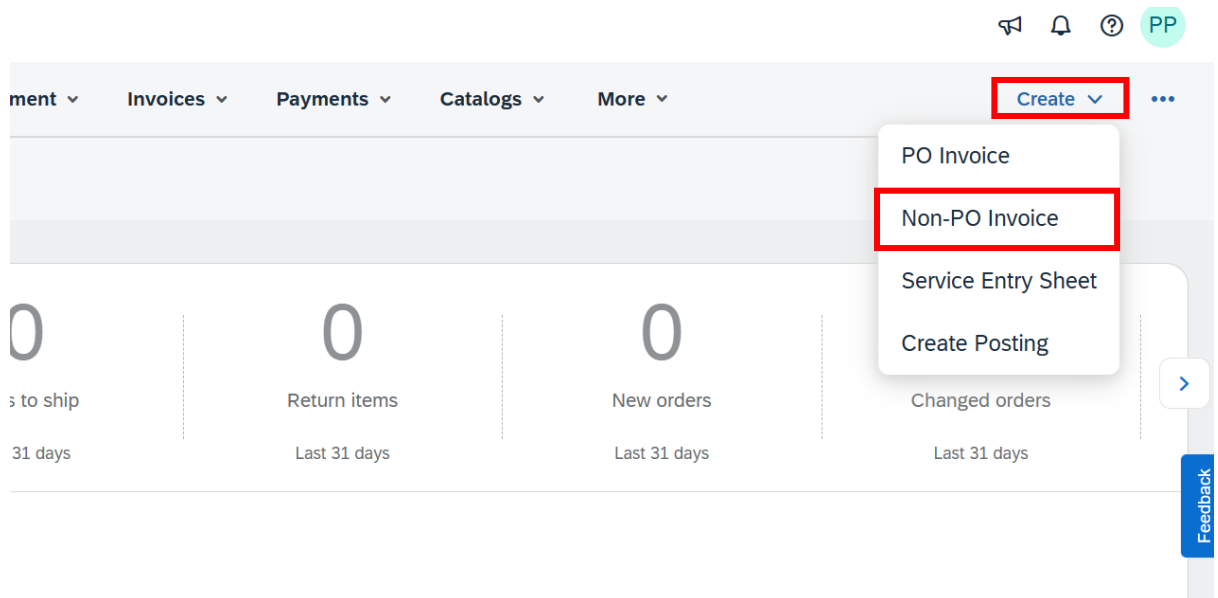 PP
ment
Invoices
Payments
Catalogs
More
Create
PO Invoice
Non-PO Invoice
Service Entry Sheet
Create Posting
0
0
0
s to ship
Return items
New orders
Changed orders
31 days
Last 31 days
Last 31 days
Last 31 days
Feedback